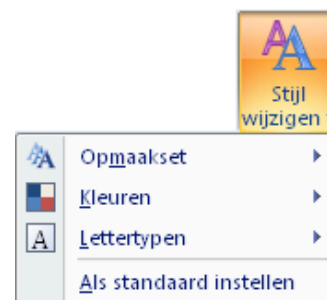 Stijl
wijzigen
Opmaakset
Kleuren
Lettertypen
Als standaard instellen